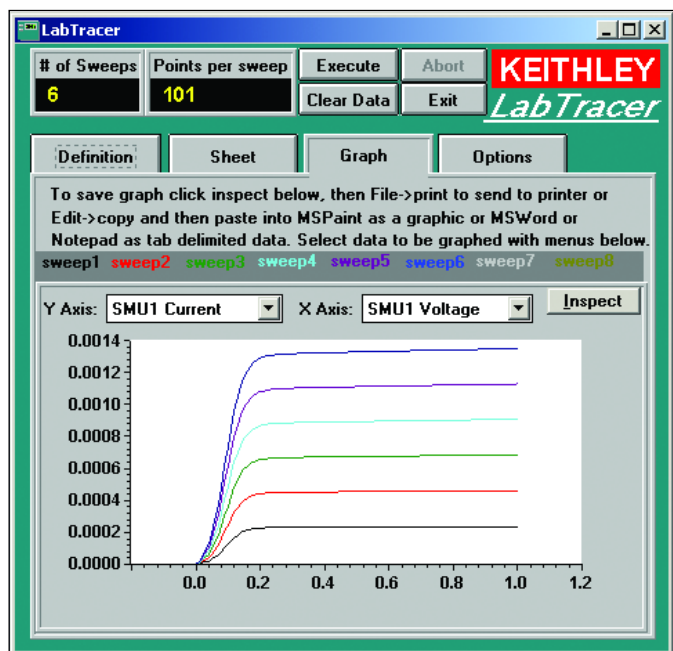 LabTracer
# of Sweeps Points per sweep Execute Abort KEITHLEY
6 101 Clear Data Exit LabTracer
Definition Sheet Graph Options
To save graph click inspect below, then File->print to send to printer or
Edit->copy and then paste into MSPaint as a graphic or MSWord or
Notepad as tab delimited data. Select data to be graphed with menus below.
sweep1 sweep2 sweep3 sweep4 sweep5 sweep6 sweep7 sweep8
Y Axis: SMU1 Current X Axis: SMU1 Voltage Inspect
0.0014
0.0012
0.0010
0.0008
0.0006
0.0004
0.0002
0.0000
0.0 0.2 0.4 0.6 0.8 1.0 1.2